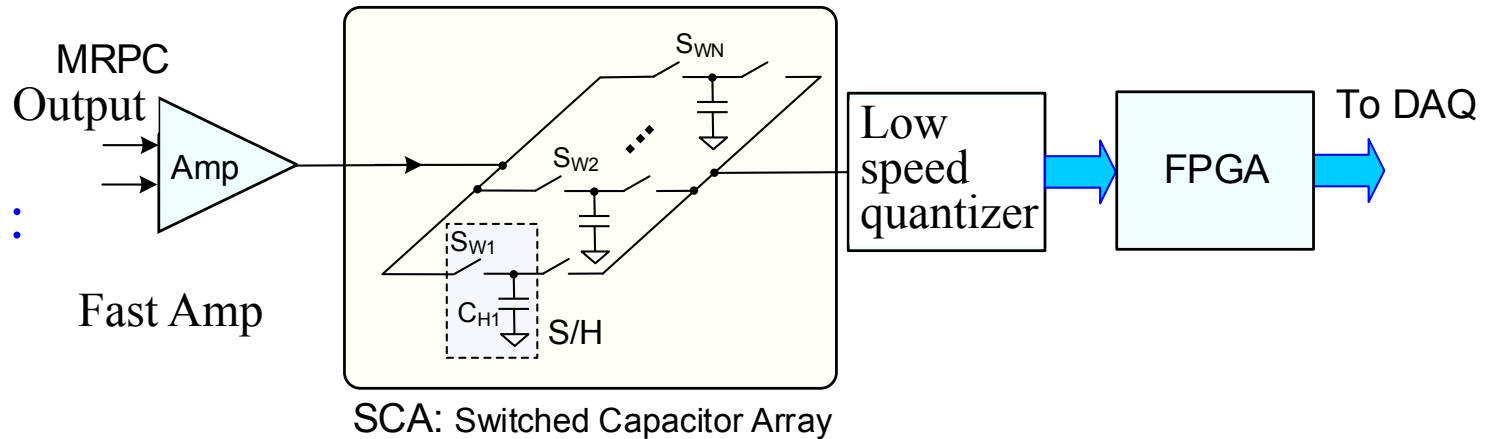 MRPC
Output
Amp
:
Fast Amp
S_WN
S_W2
S_W1
C_H1
S/H
Low
speed
quantizer
FPGA
To DAQ
SCA: Switched Capacitor Array